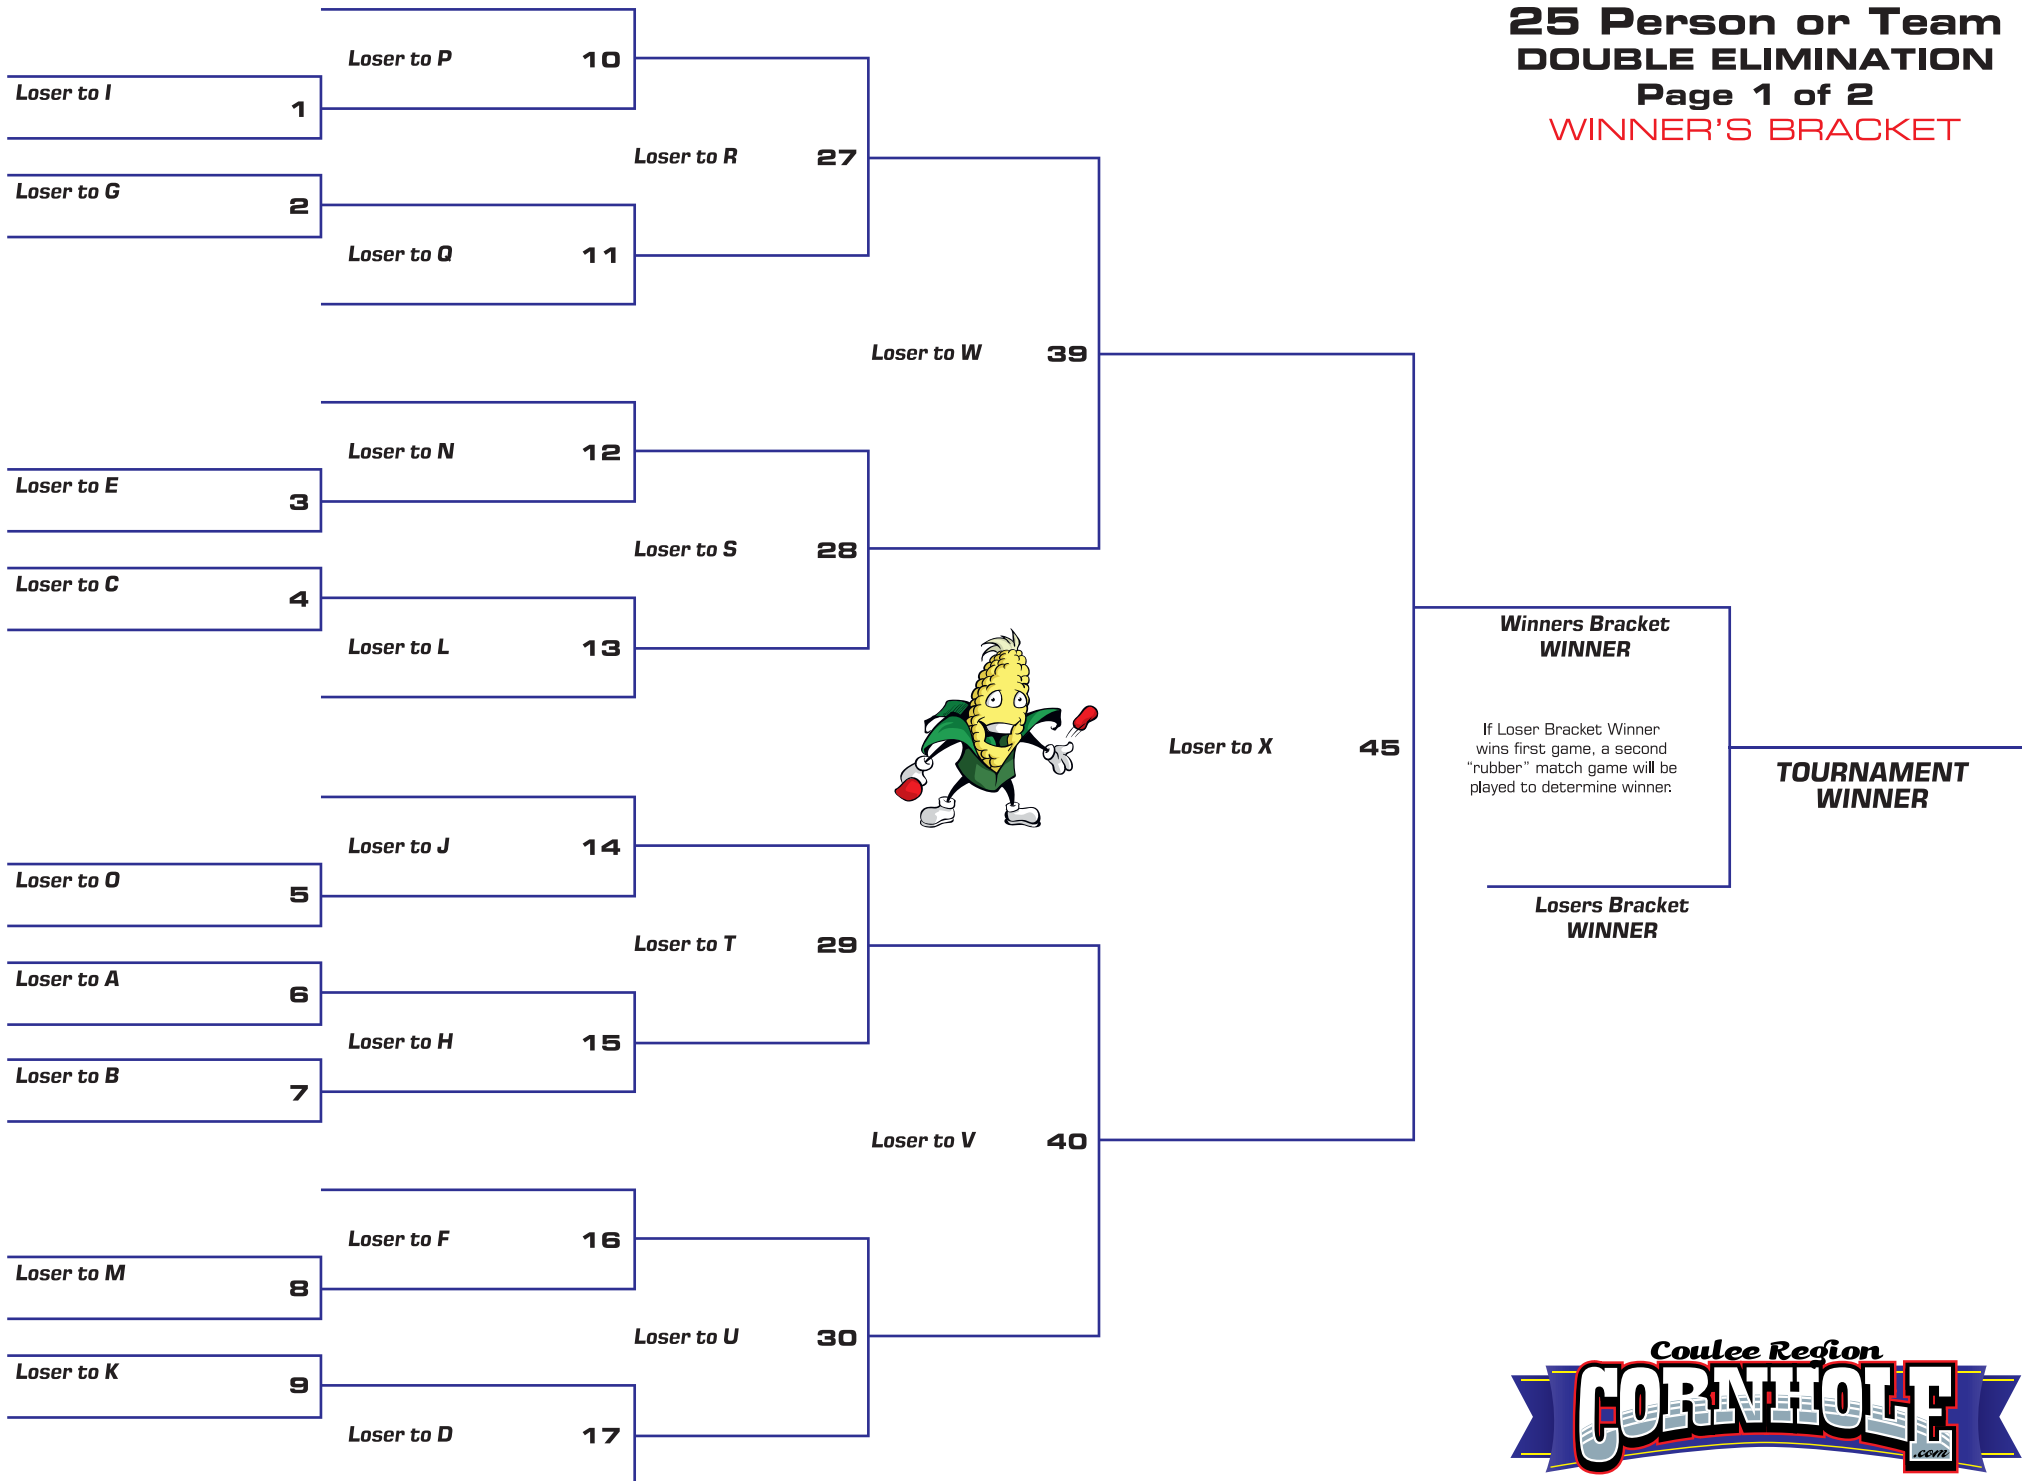 25 Person or Team
DOUBLE ELIMINATION
Page 1 of 2
WINNER'S BRACKET
Loser to I
1
Loser to G
2
Loser to E
3
Loser to C
4
Loser to O
5
Loser to A
6
Loser to B
7
Loser to M
8
Loser to K
9
Loser to P
10
Loser to Q
11
Loser to N
12
Loser to L
13
Loser to J
14
Loser to H
15
Loser to F
16
Loser to D
17
Loser to R
27
Loser to S
28
Loser to T
29
Loser to U
30
Loser to W
39
Loser to V
40
Loser to X
45
Winners Bracket
WINNER
If Loser Bracket Winner
wins first game, a second
“rubber” match game will be
played to determine winner.
Losers Bracket
WINNER
TOURNAMENT
WINNER
Coulee Region
CORNHOLE
.com